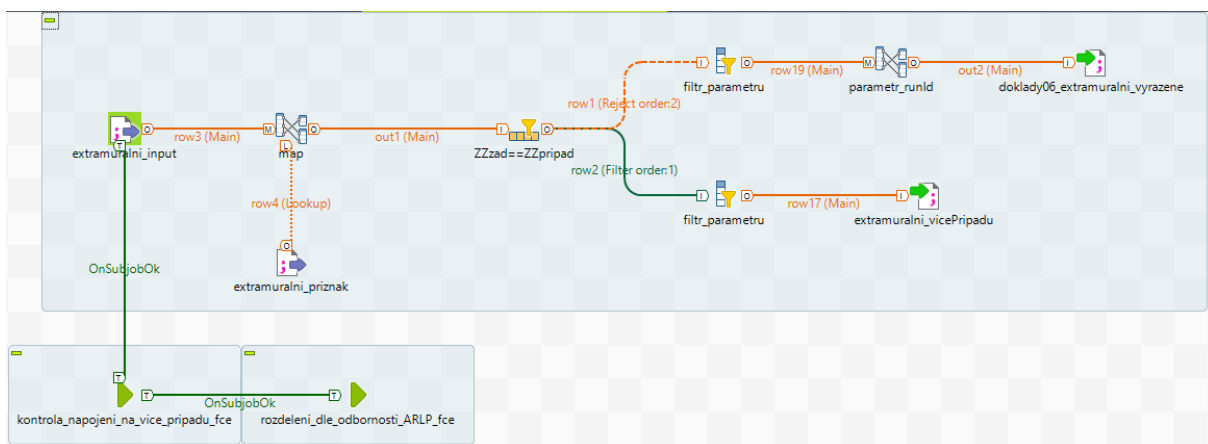 row19 (Main)
out2 (Main)
filtr_parametru
parametr_runId
doklady06_extramuralni_vyrazene
row1 (Reject order:2)
row3 (Main)
out1 (Main)
extramuralni_input
map
ZZzad==ZZpripad
row2 (Filter order:1)
row4 (Lookup)
row17 (Main)
filtr_parametru
extramuralni_vicePripadu
OnSubjobOk
extramuralni_priznak
OnSubjobOk
kontrola_napojeni_na_vice_pripadu_fce
rozdeleni_dle_odbornosti_ARLP_fce